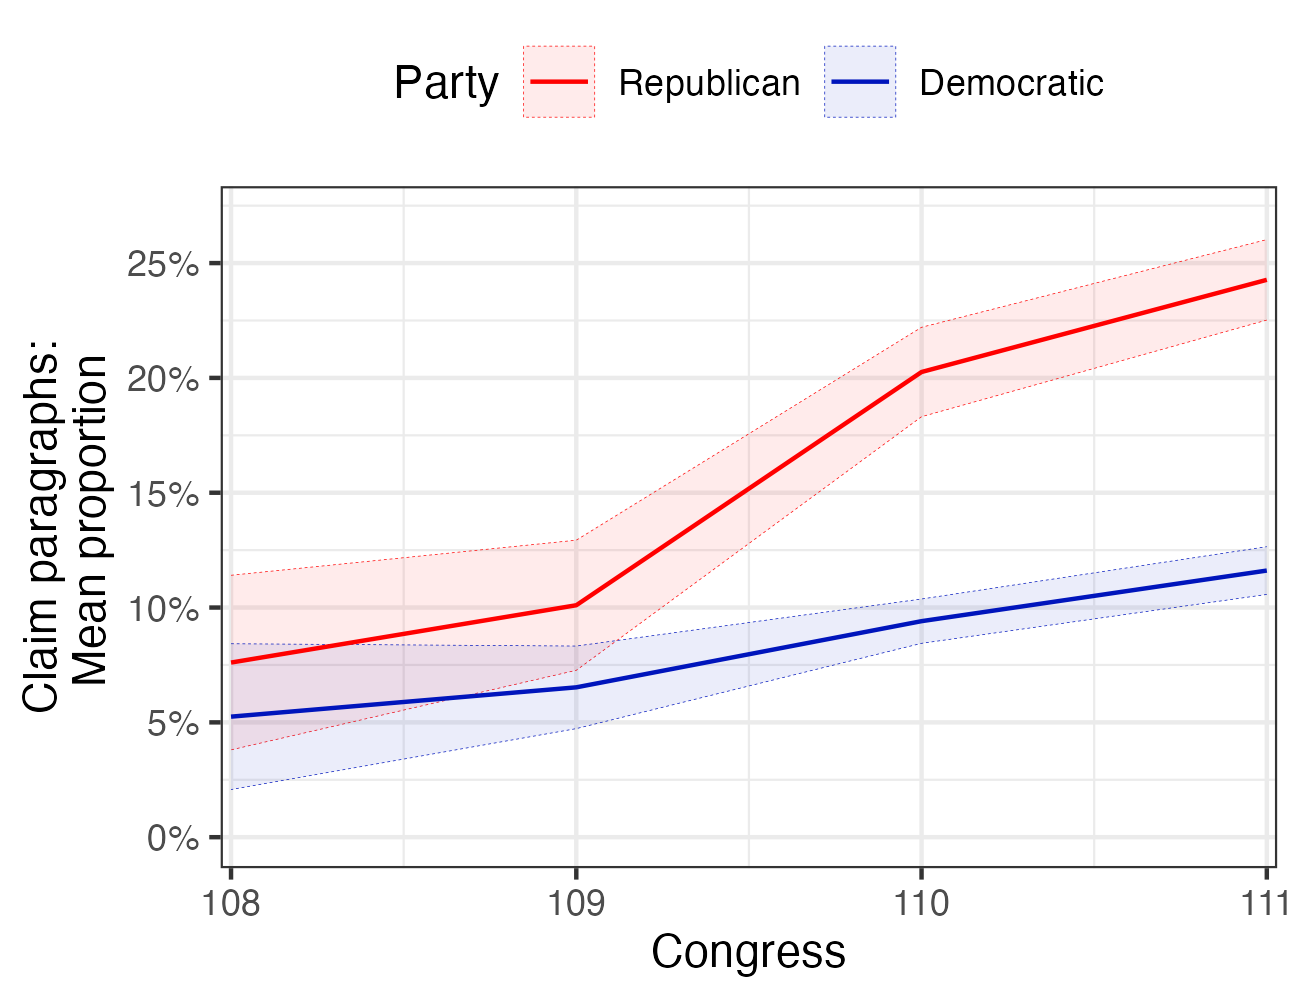 Party Republican Democratic
Claim paragraphs:
Mean proportion
25%
20%
15%
10%
5%
0%
108 109 110 111
Congress